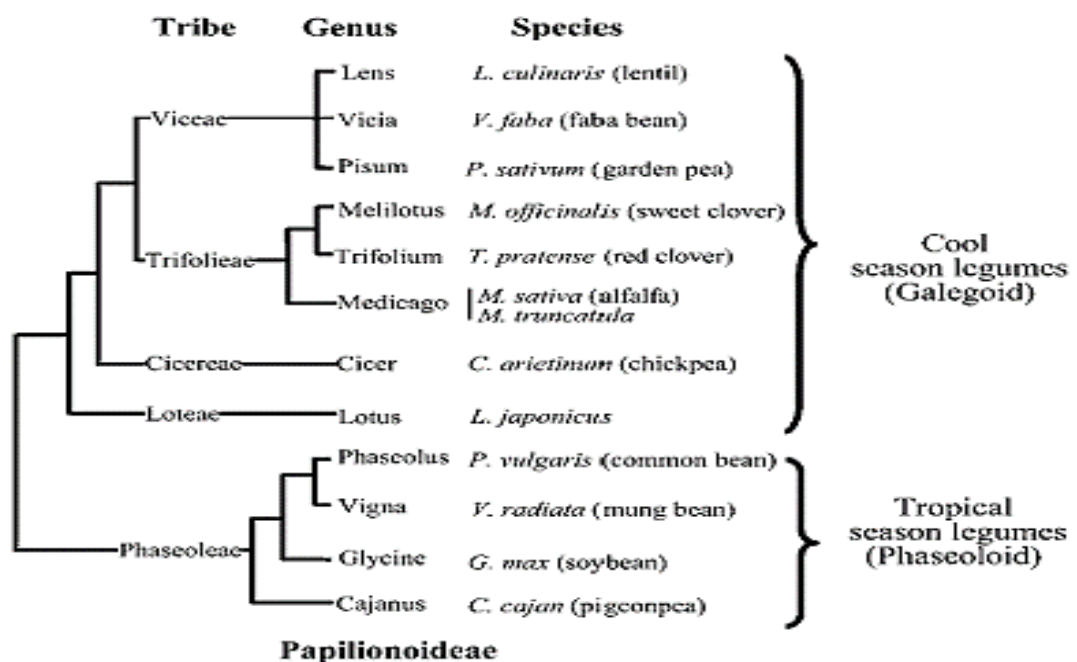 Tribe Genus Species
Lens L. culinaris (lentil)
Viceae Vicia V. faba (faba bean)
Pisum P. sativum (garden pea)
Melilotus M. officinalis (sweet clover)
Trifolieae Trifolium T. pratense (red clover)
Medicago M. sativa (alfalfa)
M. truncatula
Cicereae Cicer C. arietinum (chickpea)
Loteae Lotus L. japonicus
Cool
season legumes
(Galegoid)
Phaseolus P. vulgaris (common bean)
Vigna V. radiata (mung bean)
Phaseoleae Glycine G. max (soybean)
Cajanus C. cajan (pigeonpea)
Tropical
season legumes
(Phaseoloid)
Papilionoideae